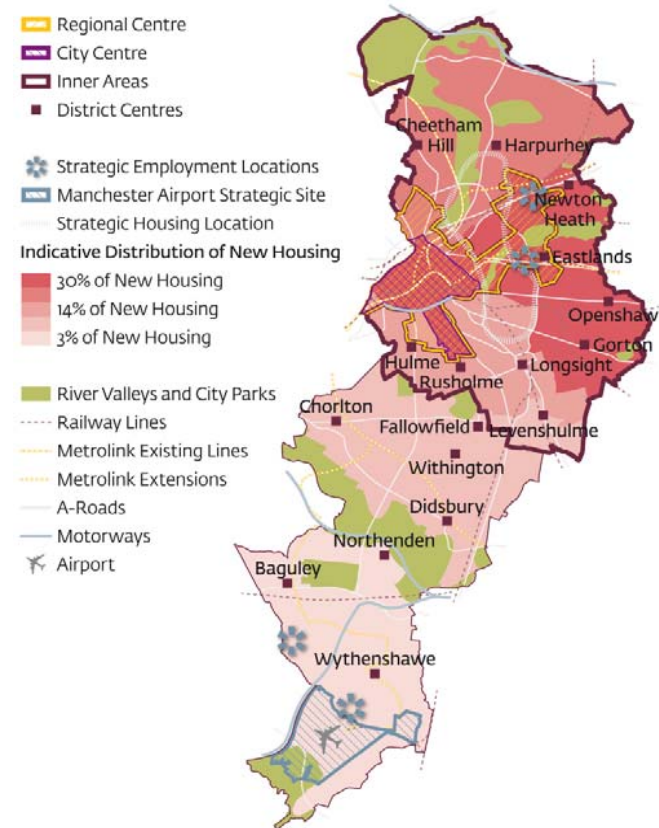 Regional Centre
City Centre
Inner Areas
District Centres
Strategic Employment Locations
Manchester Airport Strategic Site
Strategic Housing Location
Indicative Distribution of New Housing
30% of New Housing
14% of New Housing
3% of New Housing
River Valleys and City Parks
Railway Lines
Metrolink Existing Lines
Metrolink Extensions
A-Roads
Motorways
Airport
Cheetham
Hill
Harpurhey
Newton
Heath
Eastlands
Openshaw
Gorton
Hulme
Longsight
Rusholme
Chorlton
Fallowfield
Levenshulme
Withington
Didsbury
Northenden
Baguley
Wythenshawe